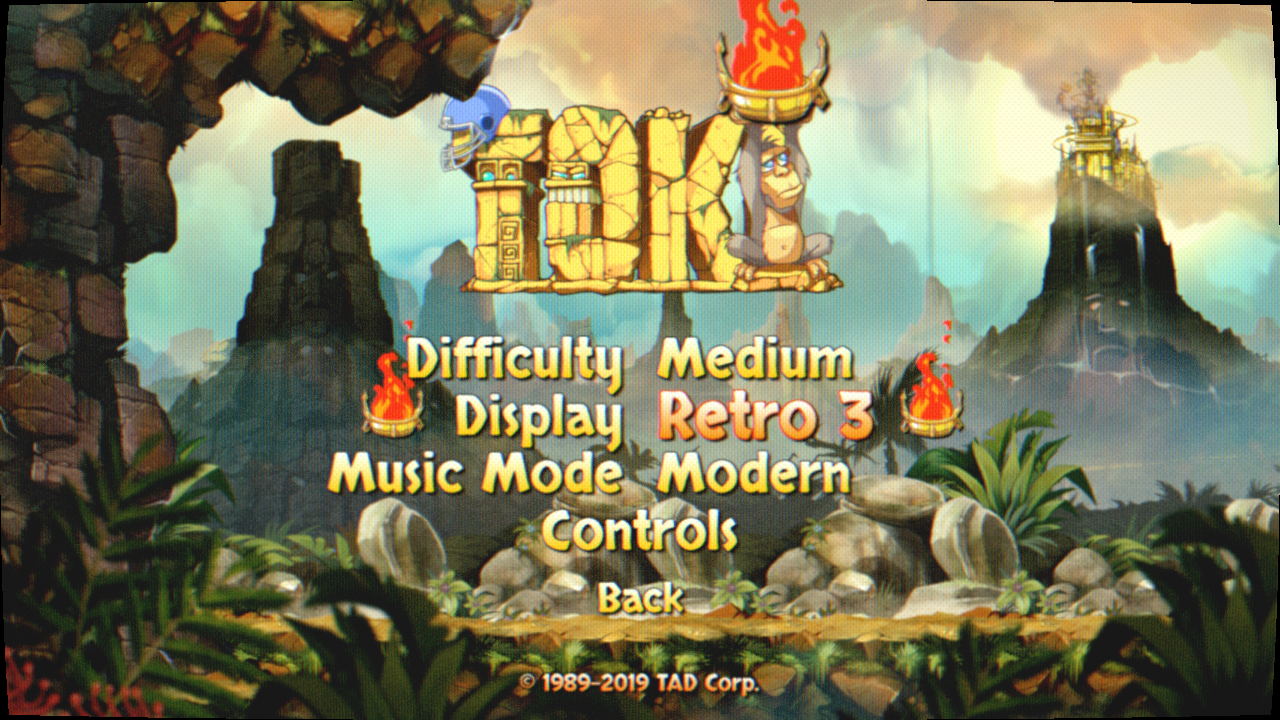 TOKI
Difficulty Medium
Display Retro 3
Music Mode Modern
Controls
Back
© 1989-2019 TAD Corp.